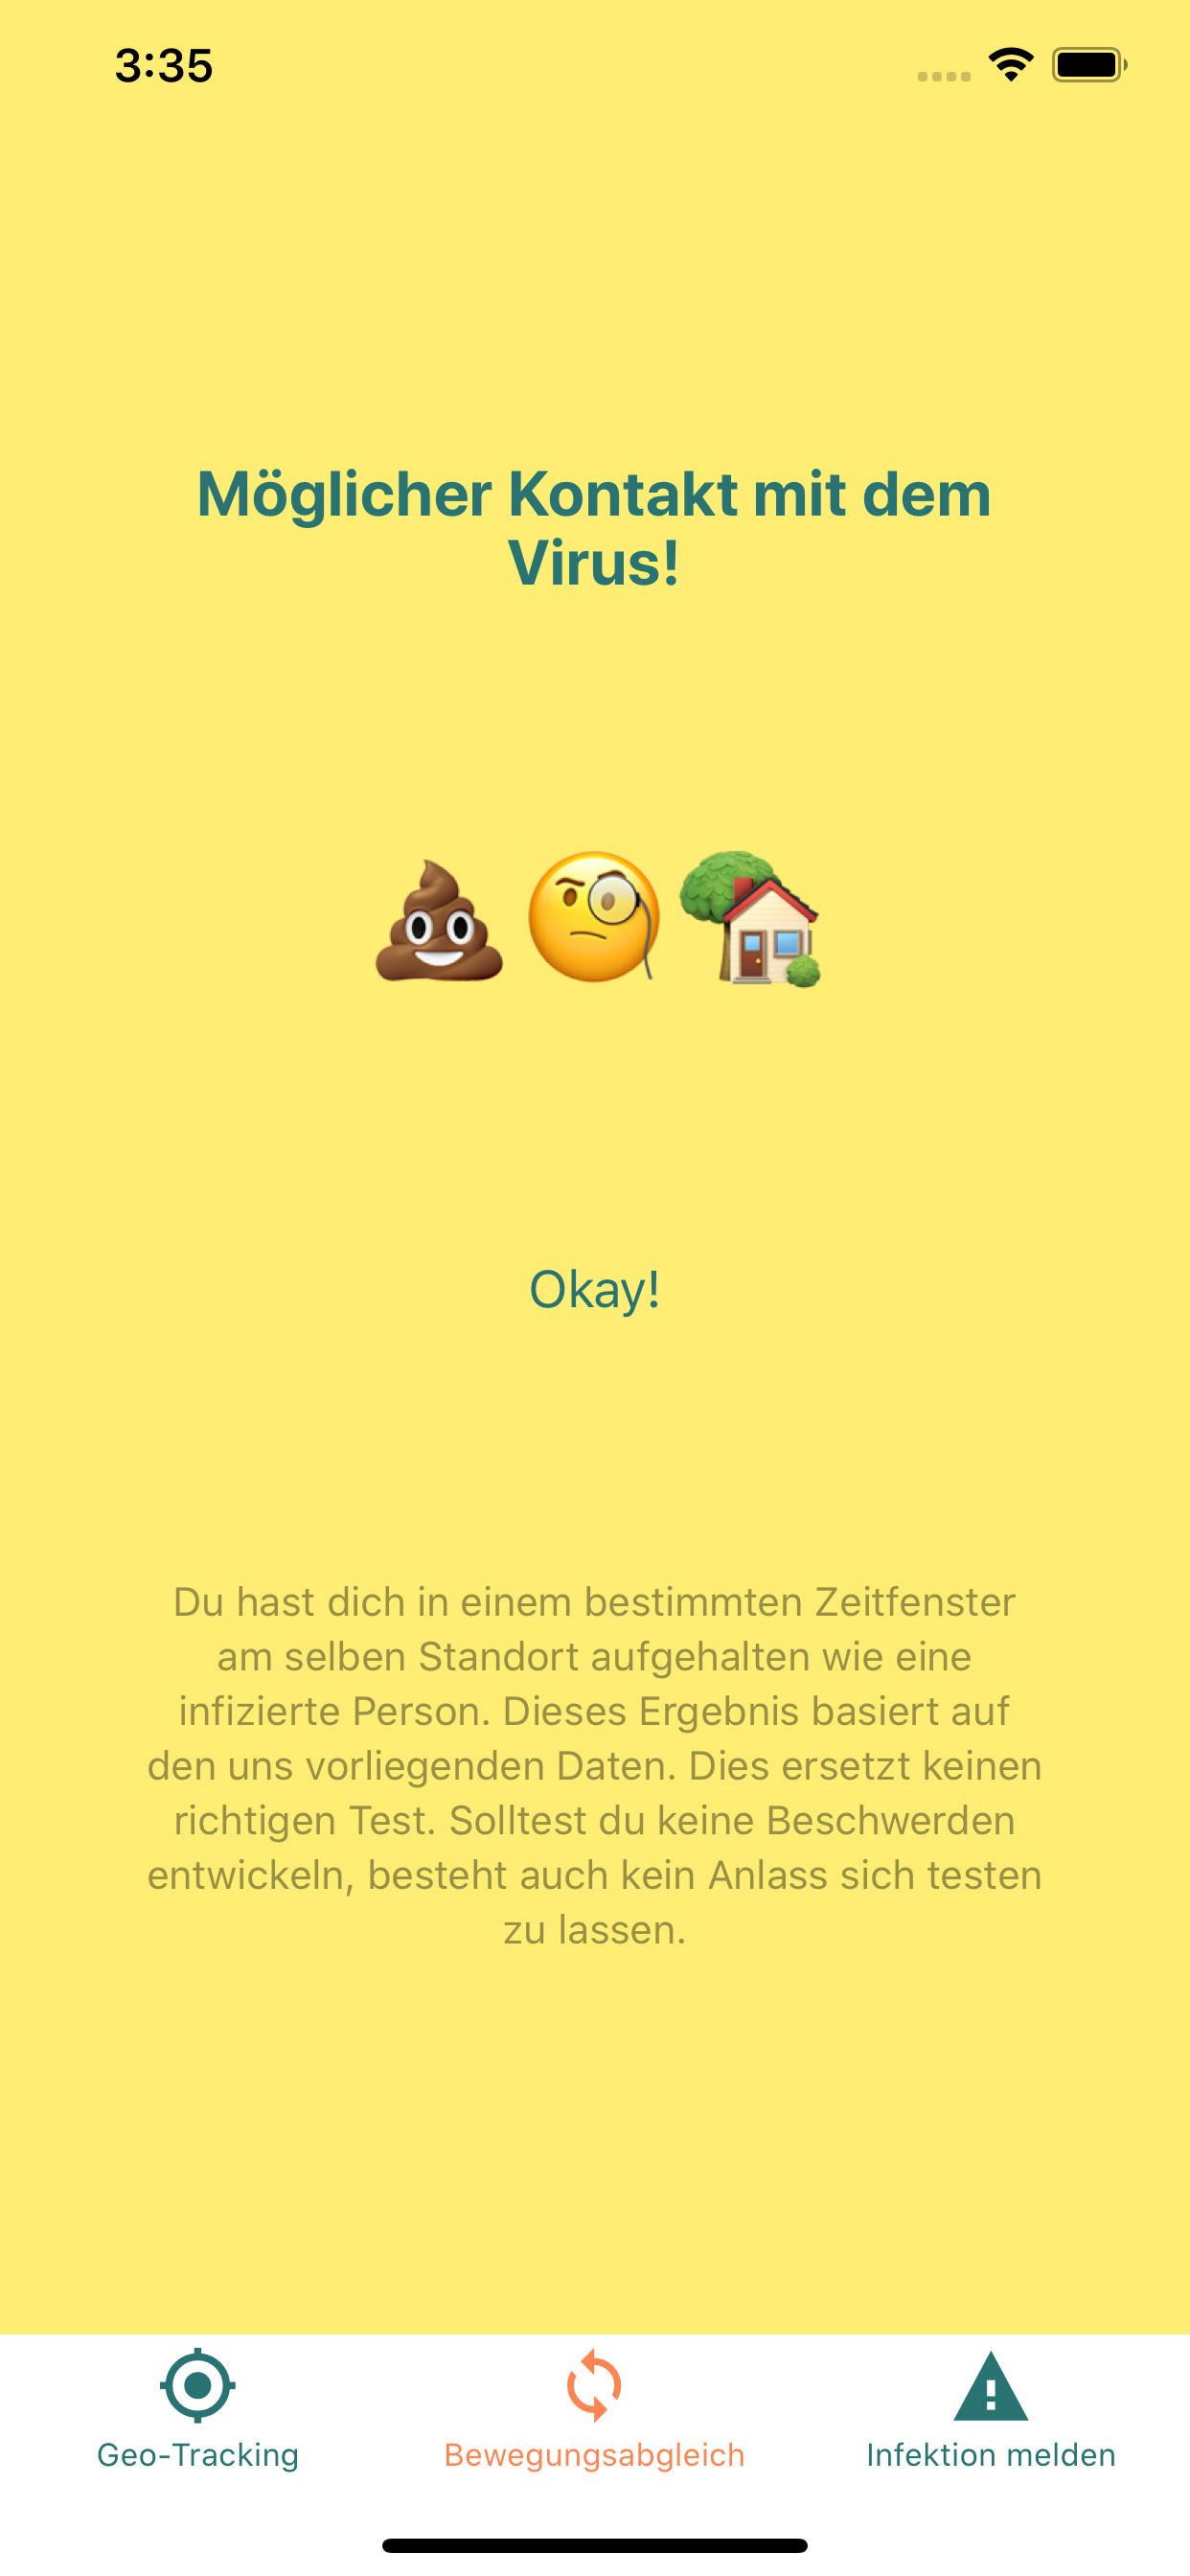 3:35
Möglicher Kontakt mit dem
Virus!
Okay!
Du hast dich in einem bestimmten Zeitfenster
am selben Standort aufgehalten wie eine
infizierte Person. Dieses Ergebnis basiert auf
den uns vorliegenden Daten. Dies ersetzt keinen
richtigen Test. Solltest du keine Beschwerden
entwickeln, besteht auch kein Anlass sich testen
zu lassen.
Geo-Tracking
Bewegungsabgleich
Infektion melden